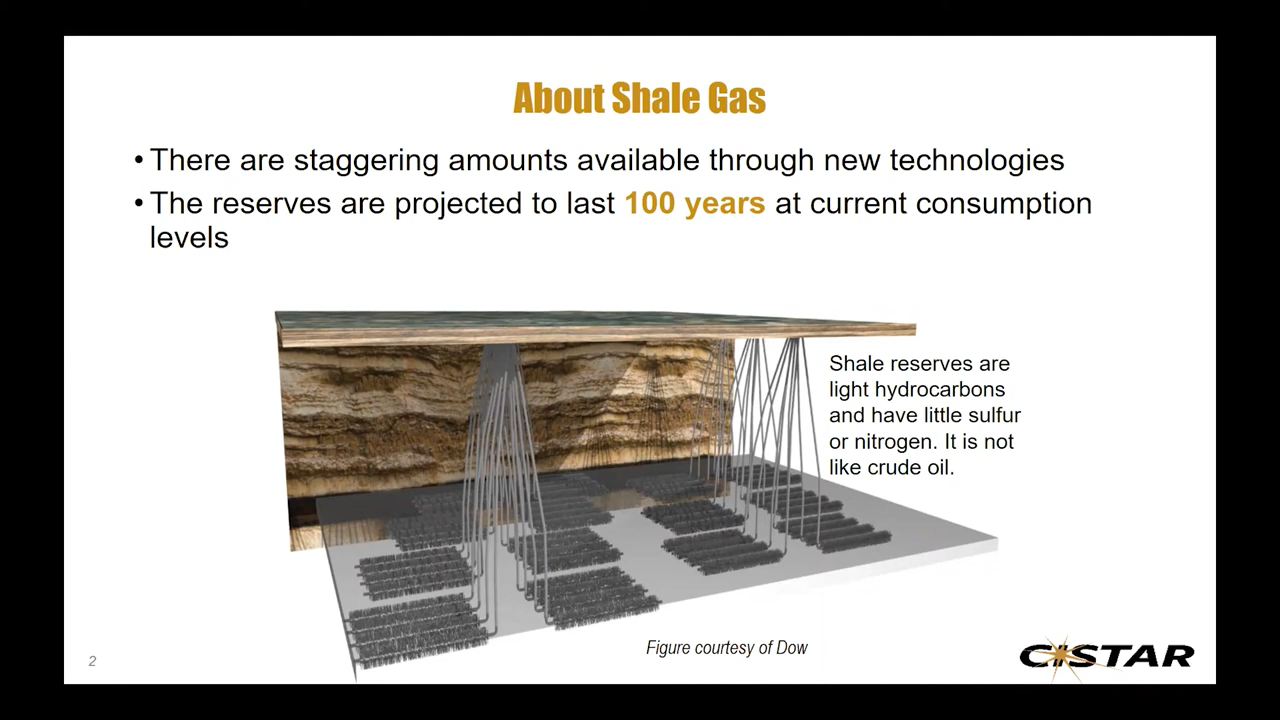 About Shale Gas
• There are staggering amounts available through new technologies
• The reserves are projected to last 100 years at current consumption
levels
Shale reserves are
light hydrocarbons
and have little sulfur
or nitrogen. It is not
like crude oil.
Figure courtesy of Dow
2
CISTAR